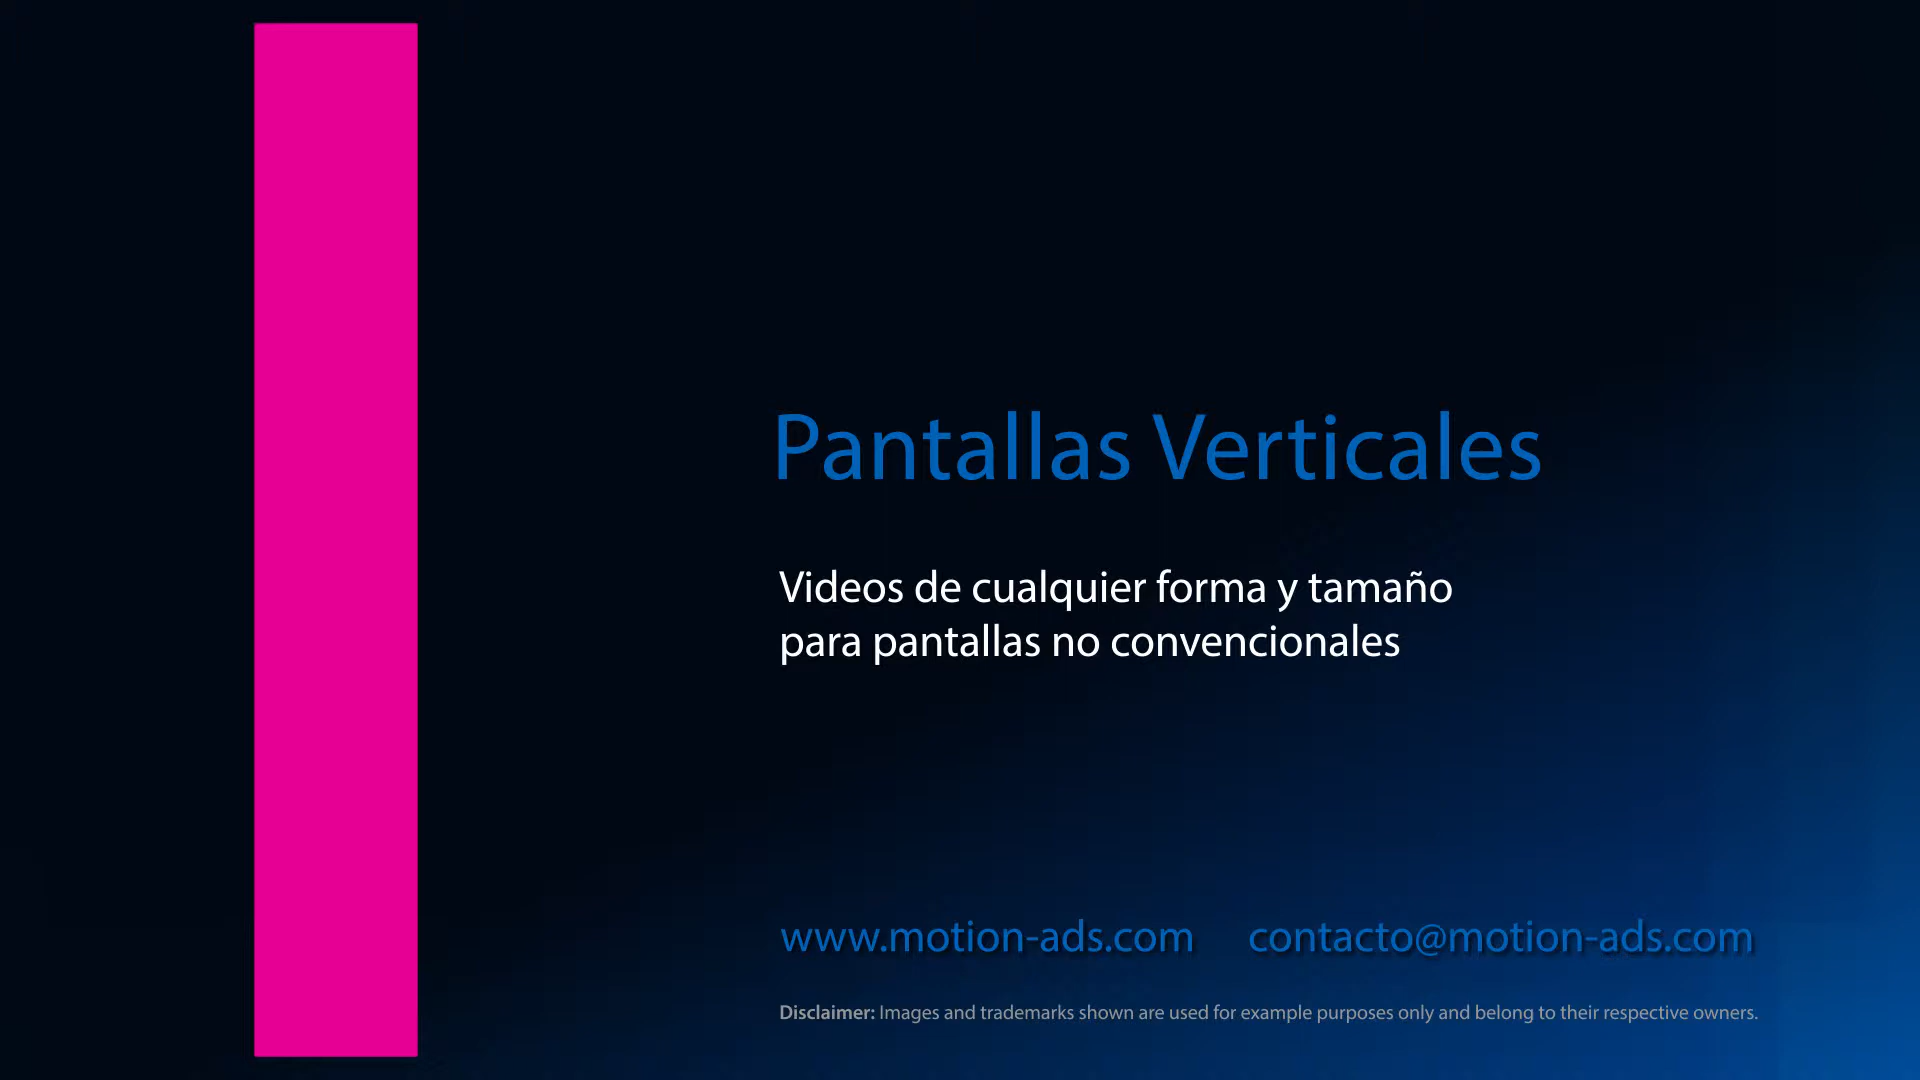 Pantallas Verticales
Videos de cualquier forma y tamaño
para pantallas no convencionales
www.motion-ads.com contacto@motion-ads.com
Disclaimer: Images and trademarks shown are used for example purposes only and belong to their respective owners.